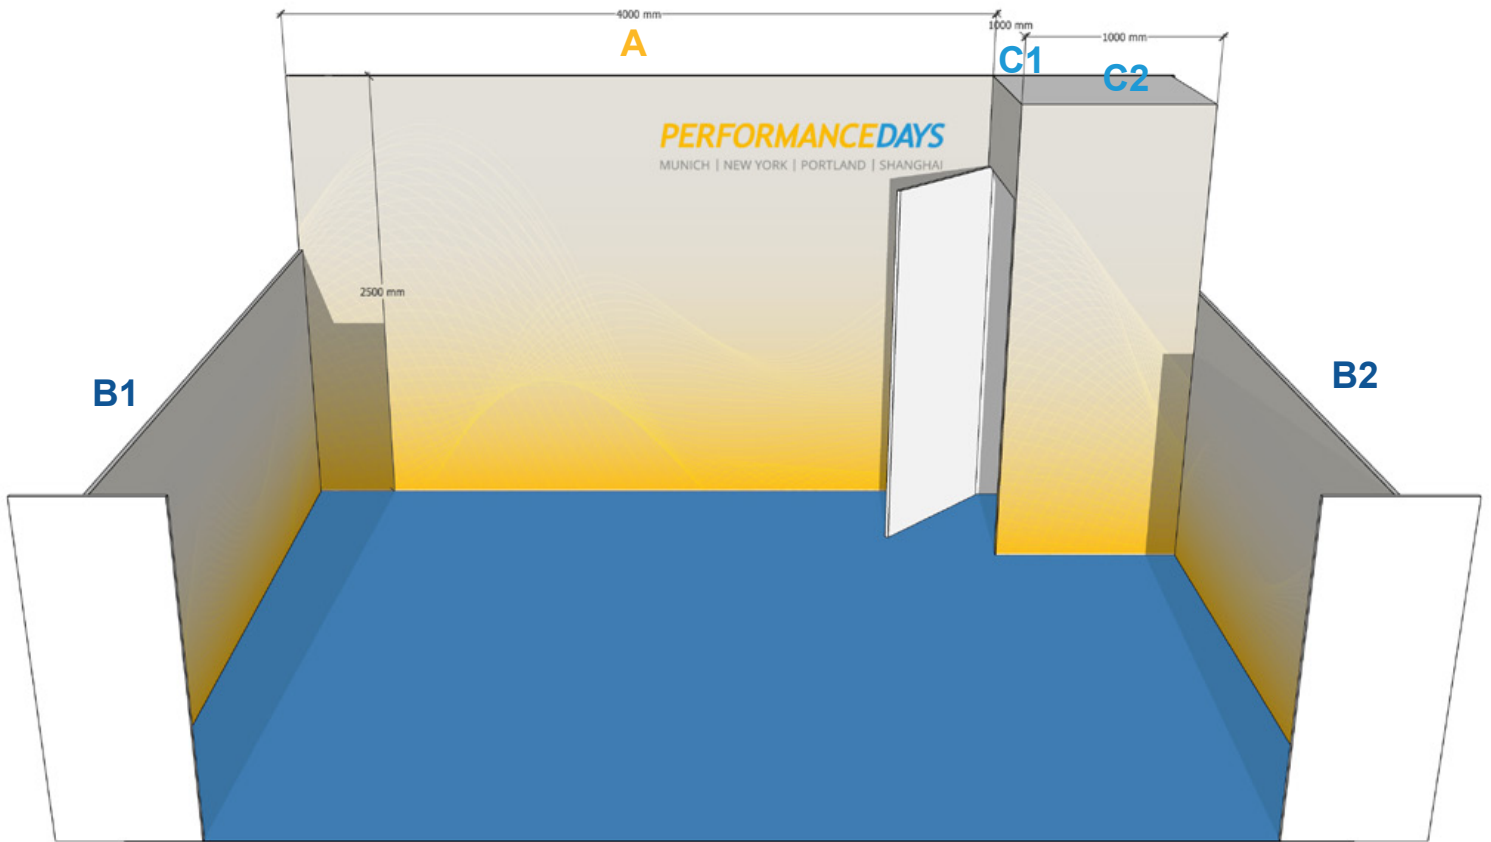 4000 mm
1000 mm
1000 mm
A
C1
C2
PERFORMANCEDAYS
MUNICH | NEW YORK | PORTLAND | SHANGHAI
2500 mm
B1
B2